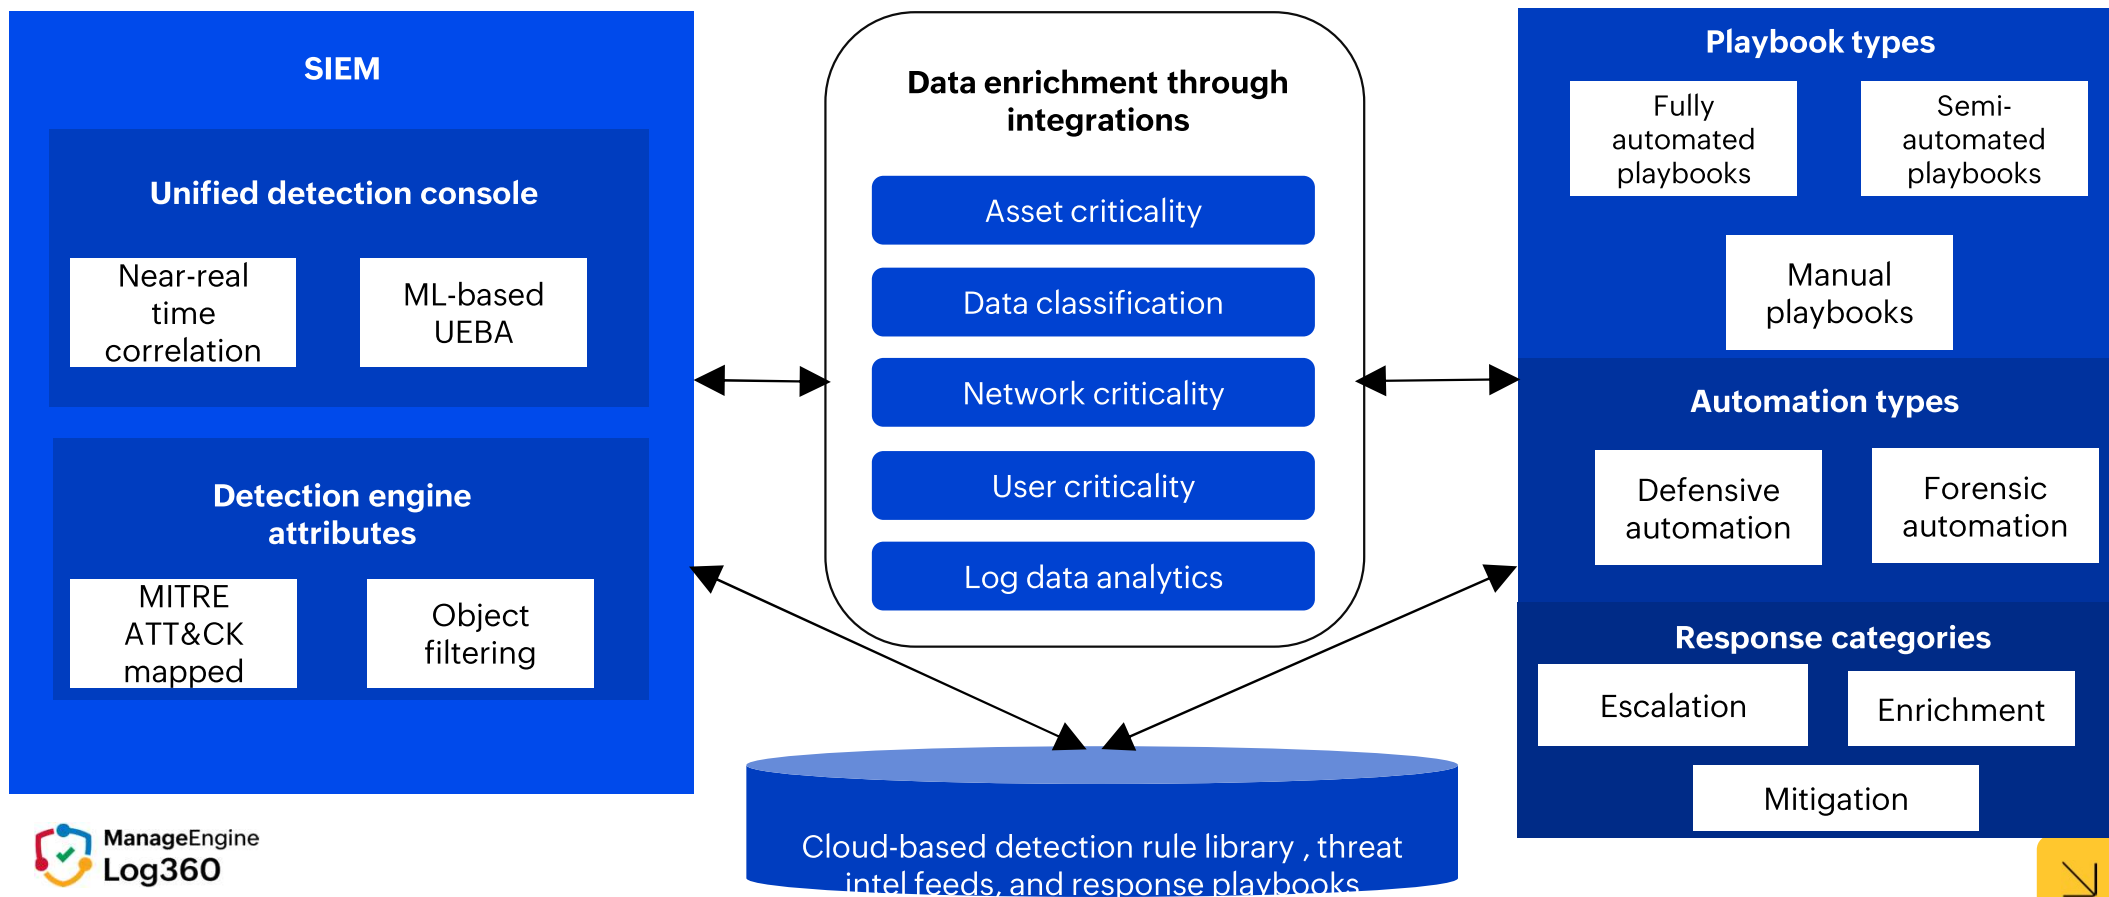 SIEM
Unified detection console
Near-real
time
correlation
ML-based
UEBA
Detection engine
attributes
MITRE
ATT&CK
mapped
Object
filtering
Data enrichment through
integrations
Asset criticality
Data classification
Network criticality
User criticality
Log data analytics
Playbook types
Fully
automated
playbooks
Semi-
automated
playbooks
Manual
playbooks
Automation types
Defensive
automation
Forensic
automation
Response categories
Escalation
Enrichment
Mitigation
Cloud-based detection rule library , threat
intel feeds, and response playbooks
ManageEngine
Log360